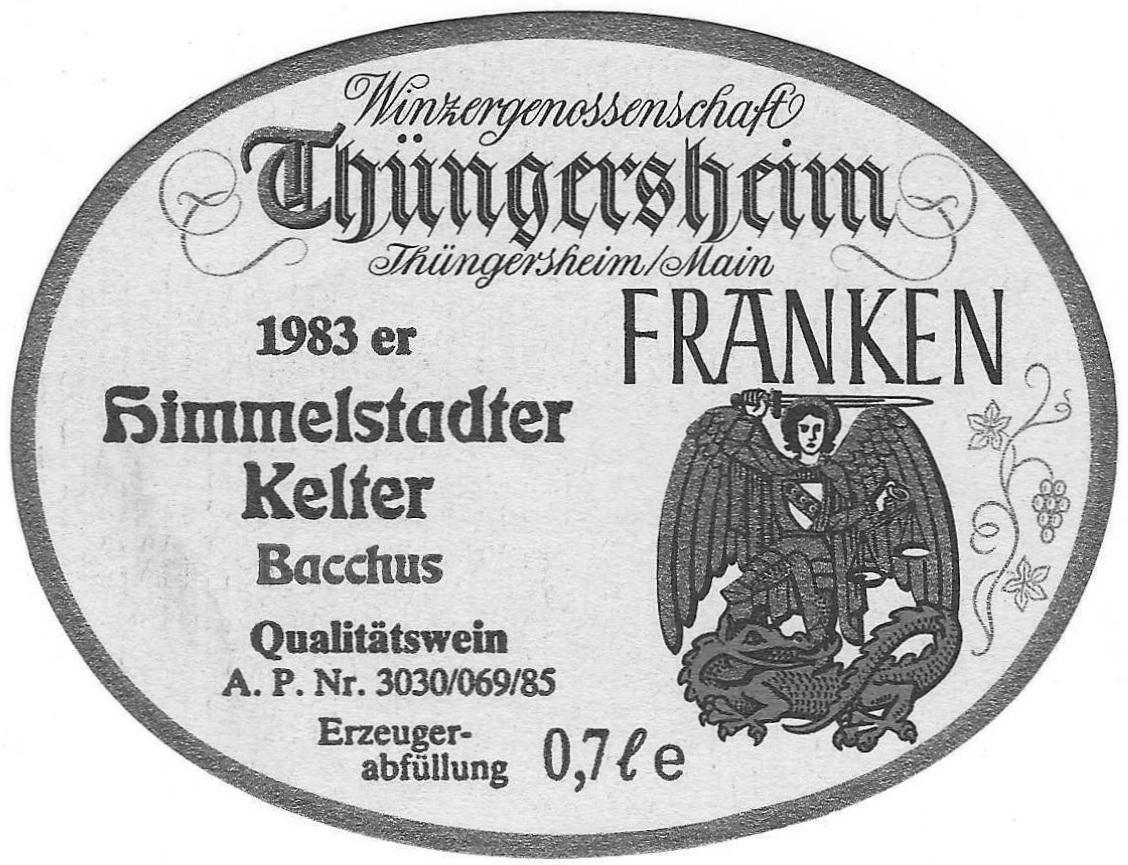 Winzergenossenschaft
Thüngersheim
Thüngersheim/Main
FRANKEN
1983 er
Himmelstadter
Kelter
Bacchus
Qualitätswein
A. P. Nr. 3030/069/85
Erzeuger-
abfüllung
0,7 ℓ e